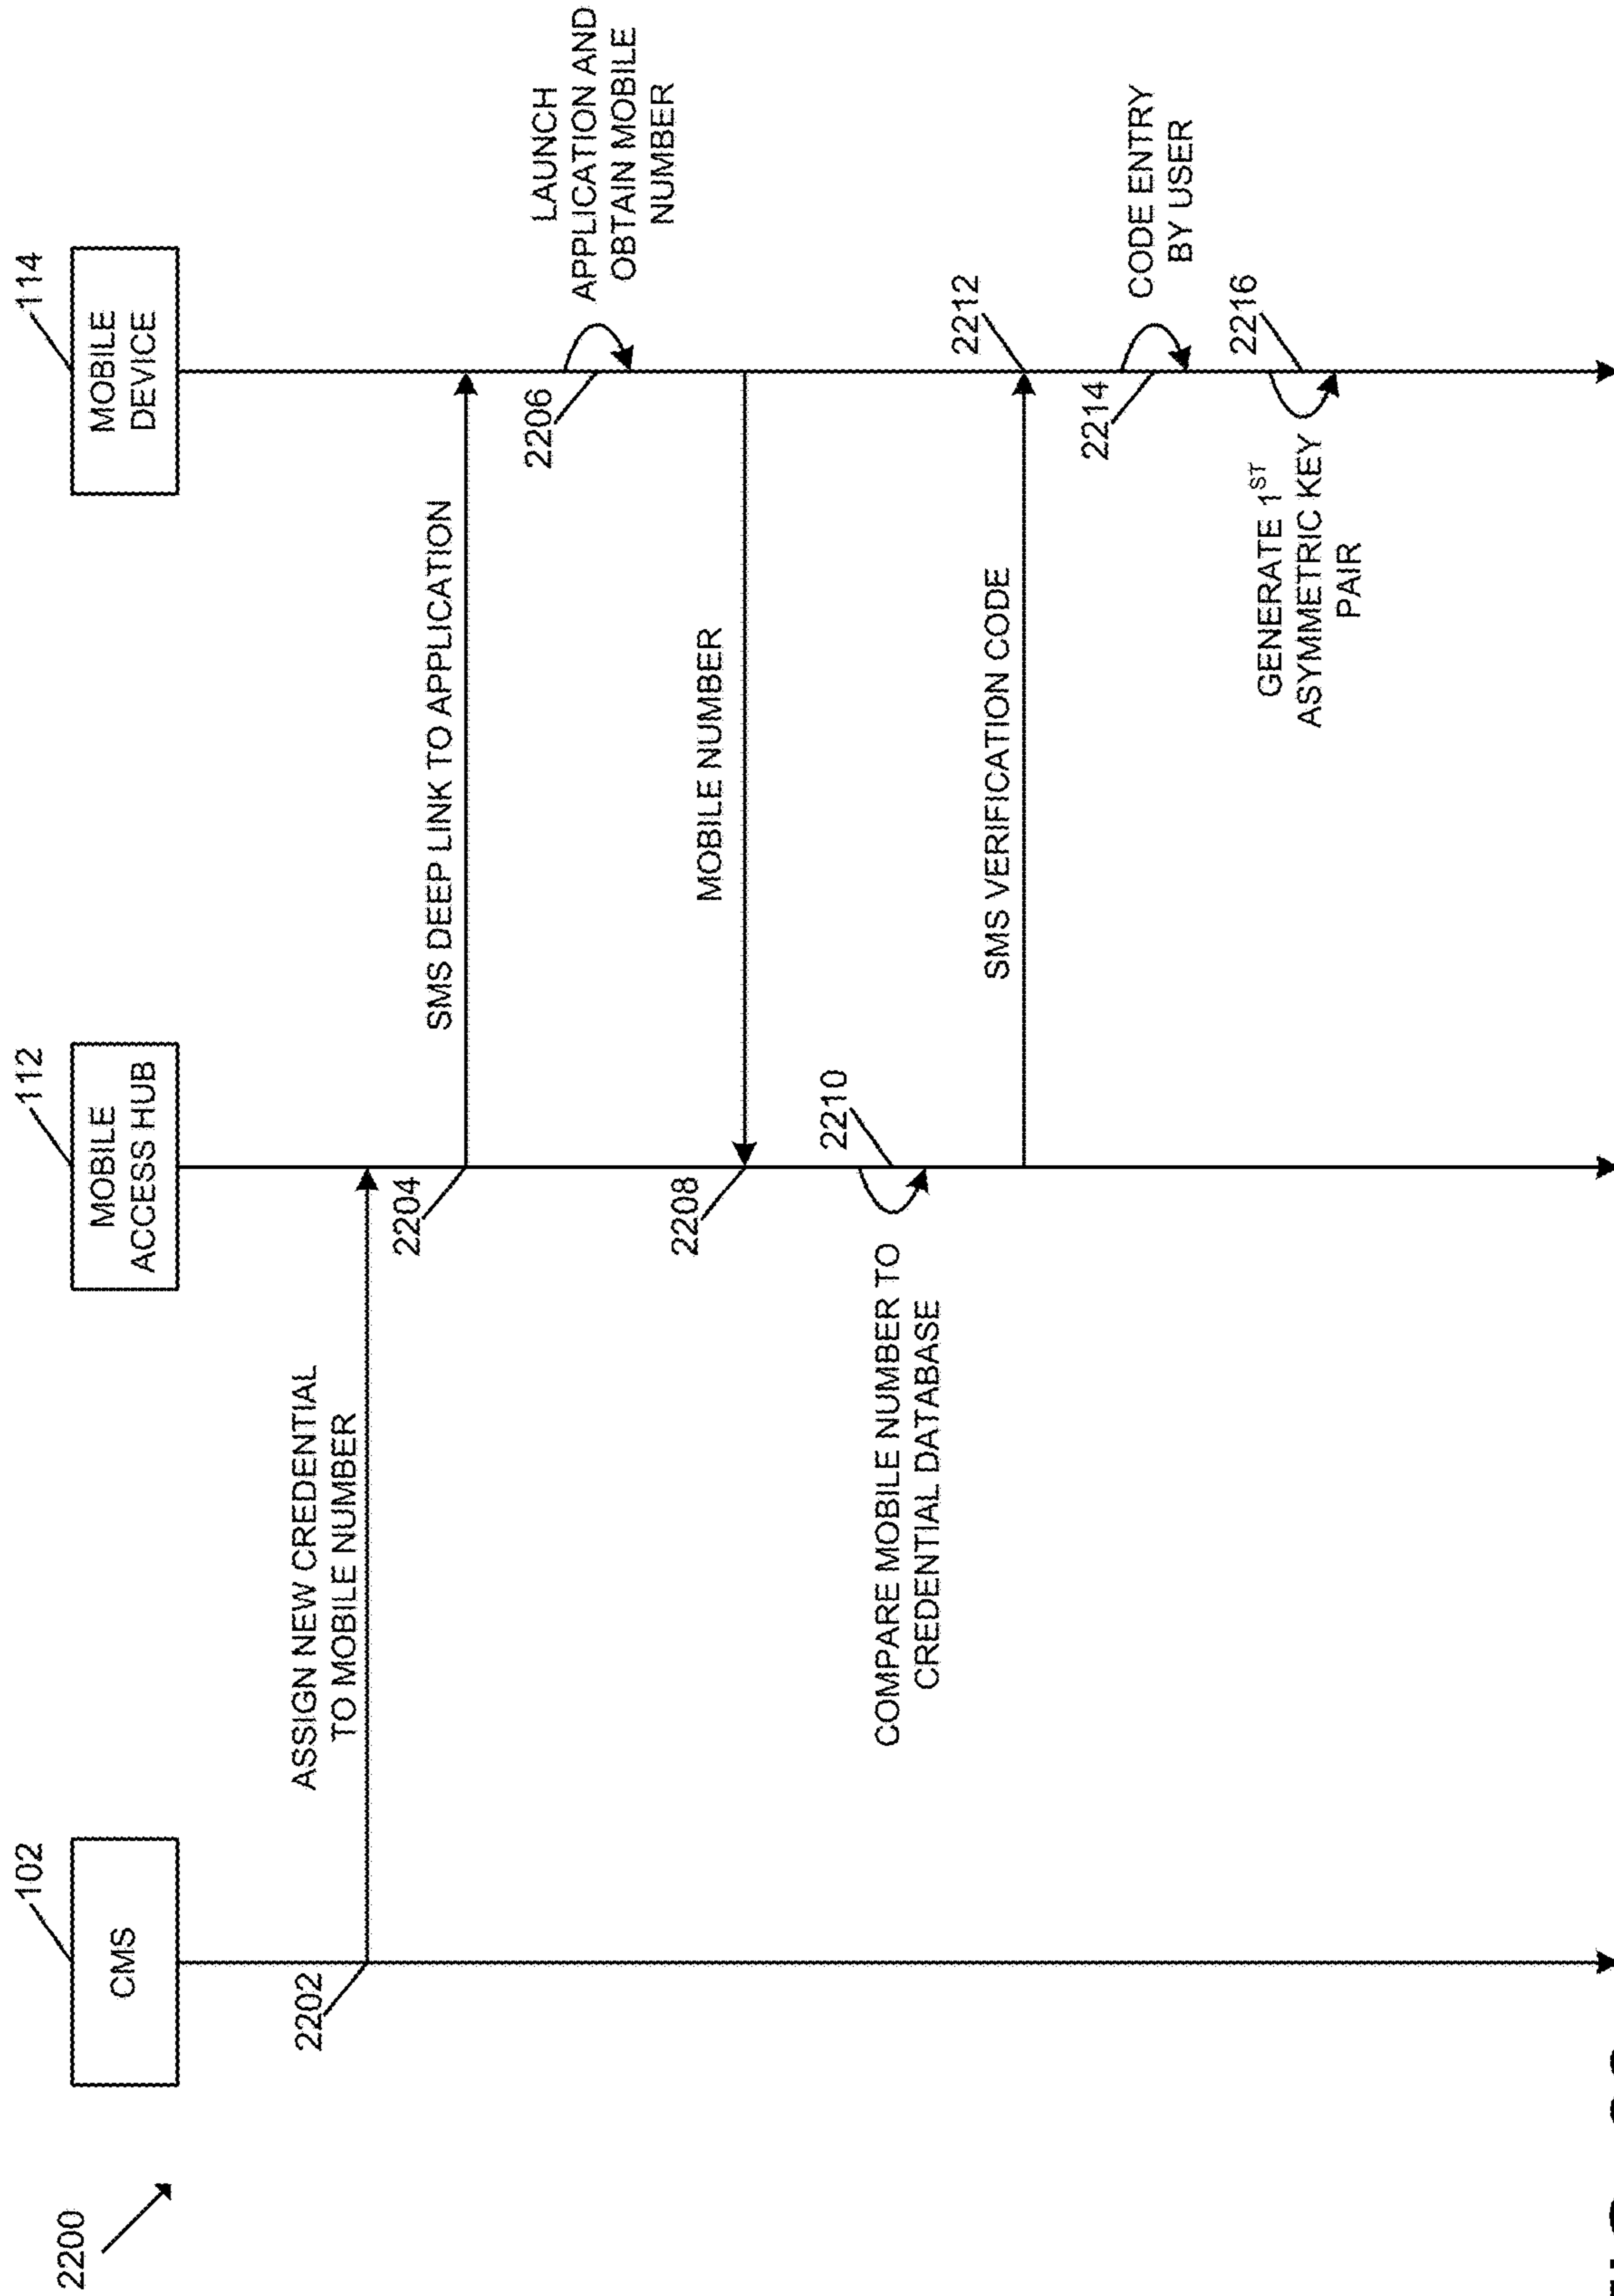 2200
102
CMS
112
MOBILE
ACCESS HUB
114
MOBILE
DEVICE
2202
ASSIGN NEW CREDENTIAL
TO MOBILE NUMBER
2204
SMS DEEP LINK TO APPLICATION
2206
LAUNCH
APPLICATION AND
OBTAIN MOBILE
NUMBER
2208
MOBILE NUMBER
COMPARE MOBILE NUMBER TO
CREDENTIAL DATABASE
2210
SMS VERIFICATION CODE
2212
2214
CODE ENTRY
BY USER
GENERATE 1ST
ASYMMETRIC KEY
PAIR
2216